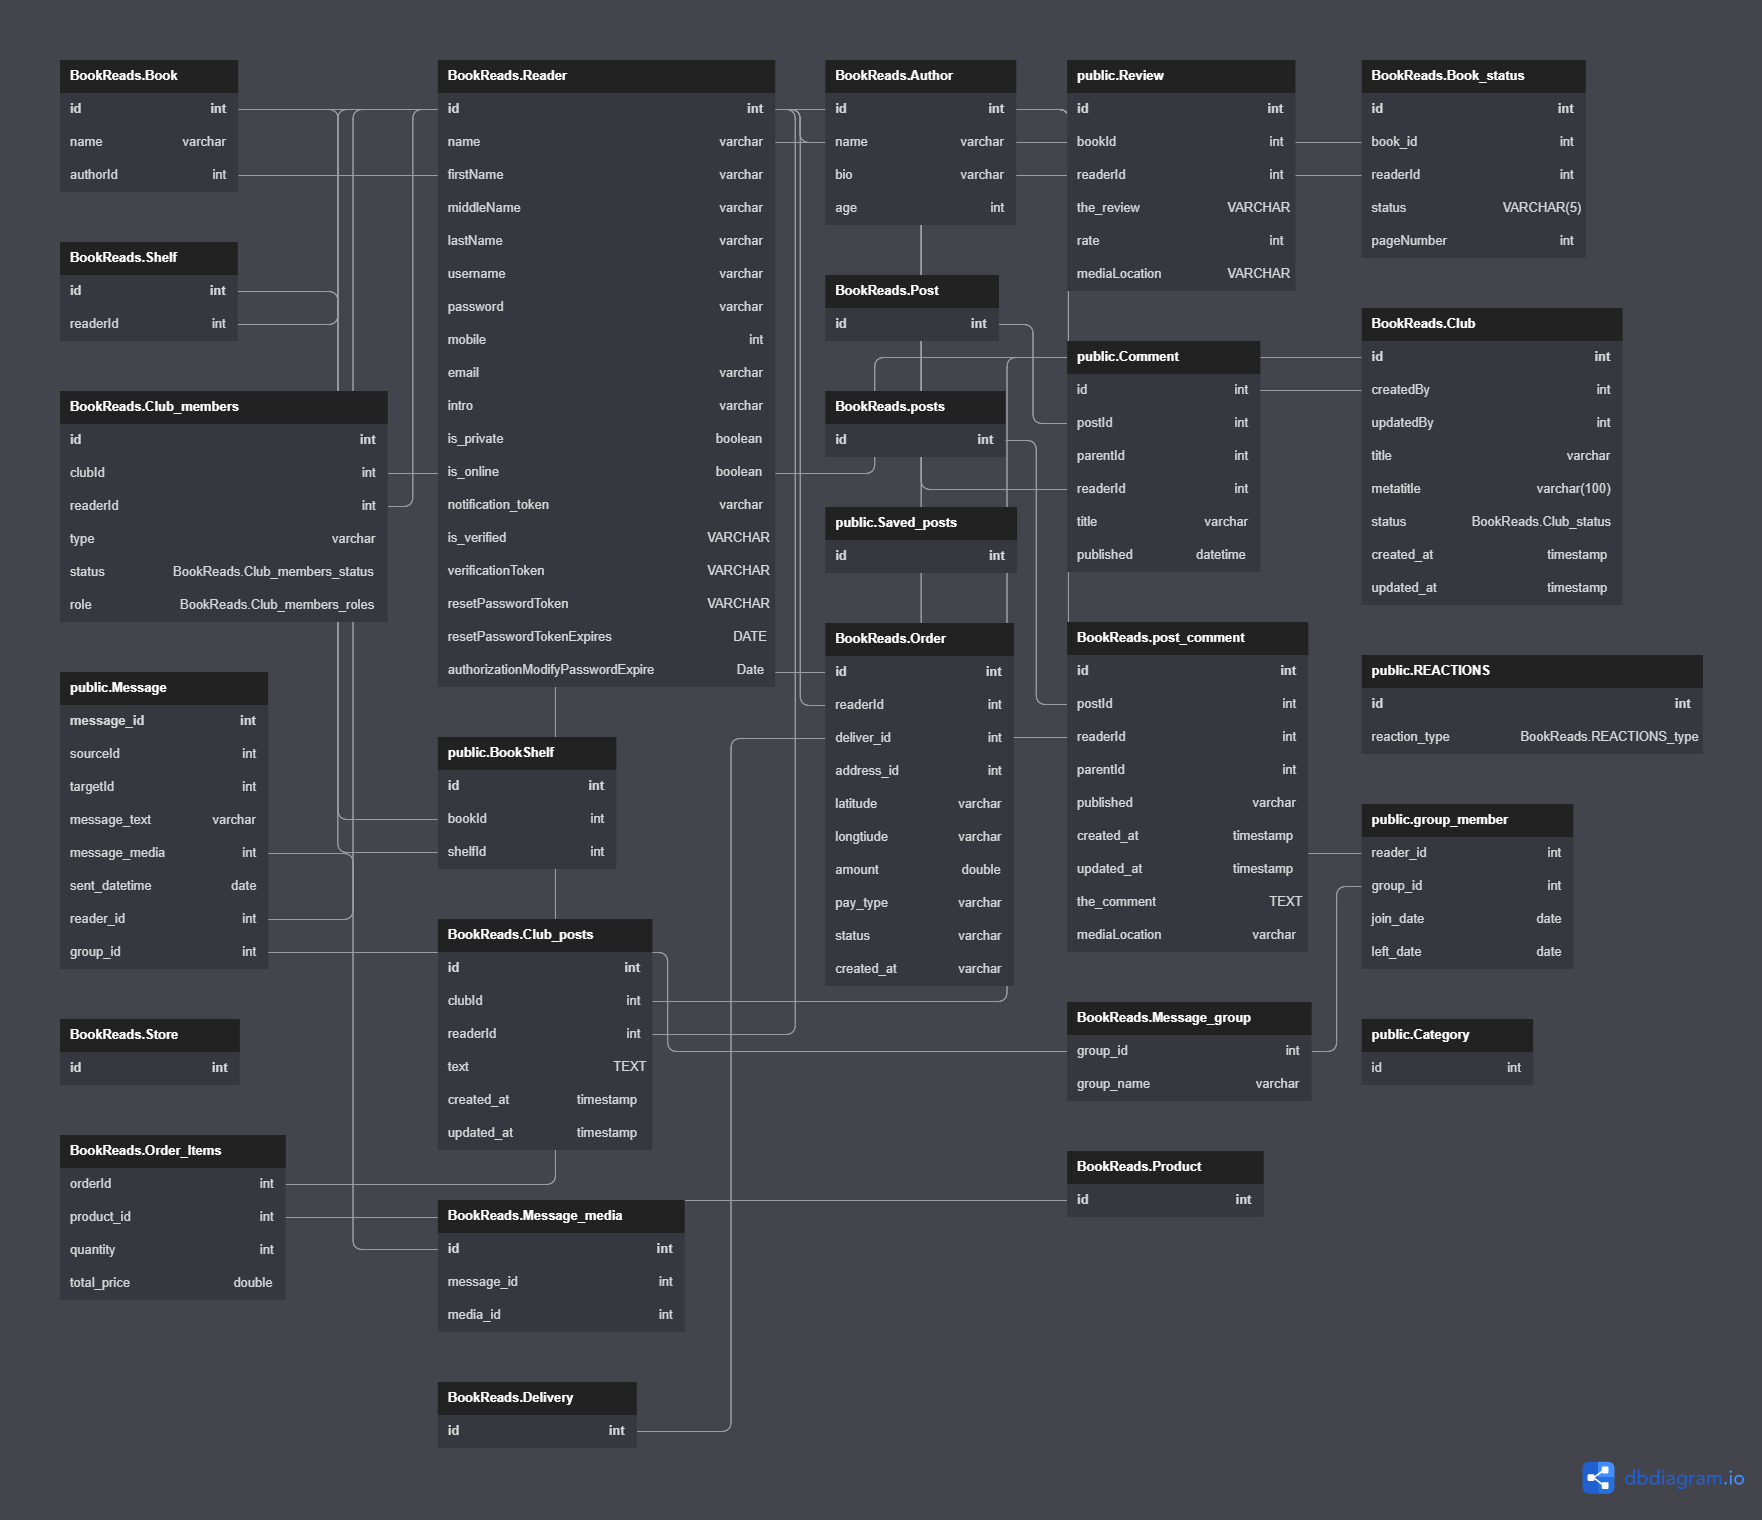 BookReads.Book
id int
name varchar
authorId int
BookReads.Shelf
id int
readerId int
BookReads.Club_members
id int
clubId int
readerId int
type varchar
status BookReads.Club_members_status
role BookReads.Club_members_roles
public.Message
message_id int
sourceId int
targetId int
message_text varchar
message_media int
sent_datetime date
reader_id int
group_id int
BookReads.Store
id int
BookReads.Order_Items
orderId int
product_id int
quantity int
total_price double
BookReads.Reader
id int
name varchar
firstName varchar
middleName varchar
lastName varchar
username varchar
password varchar
mobile int
email varchar
intro varchar
is_private boolean
is_online boolean
notification_token varchar
is_verified VARCHAR
verificationToken VARCHAR
resetPasswordToken VARCHAR
resetPasswordTokenExpires DATE
authorizationModifyPasswordExpire Date
public.BookShelf
id int
bookId int
shelfId int
BookReads.Club_posts
id int
clubId int
readerId int
text TEXT
created_at timestamp
updated_at timestamp
BookReads.Message_media
id int
message_id int
media_id int
BookReads.Delivery
id int
BookReads.Author
id int
name varchar
bio varchar
age int
BookReads.Post
id int
BookReads.posts
id int
public.Saved_posts
id int
BookReads.Order
id int
readerId int
deliver_id int
address_id int
latitude varchar
longtiude varchar
amount double
pay_type varchar
status varchar
created_at varchar
public.Review
id int
bookId int
readerId int
the_review VARCHAR
rate int
mediaLocation VARCHAR
public.Comment
id int
postId int
parentId int
readerId int
title varchar
published datetime
BookReads.post_comment
id int
postId int
readerId int
parentId int
published varchar
created_at timestamp
updated_at timestamp
the_comment TEXT
mediaLocation varchar
BookReads.Message_group
group_id int
group_name varchar
BookReads.Product
id int
BookReads.Book_status
id int
book_id int
readerId int
status VARCHAR(5)
pageNumber int
BookReads.Club
id int
createdBy int
updatedBy int
title varchar
metatitle varchar(100)
status BookReads.Club_status
created_at timestamp
updated_at timestamp
public.REACTIONS
id int
reaction_type BookReads.REACTIONS_type
public.group_member
reader_id int
group_id int
join_date date
left_date date
public.Category
id int
dbdiagram.io